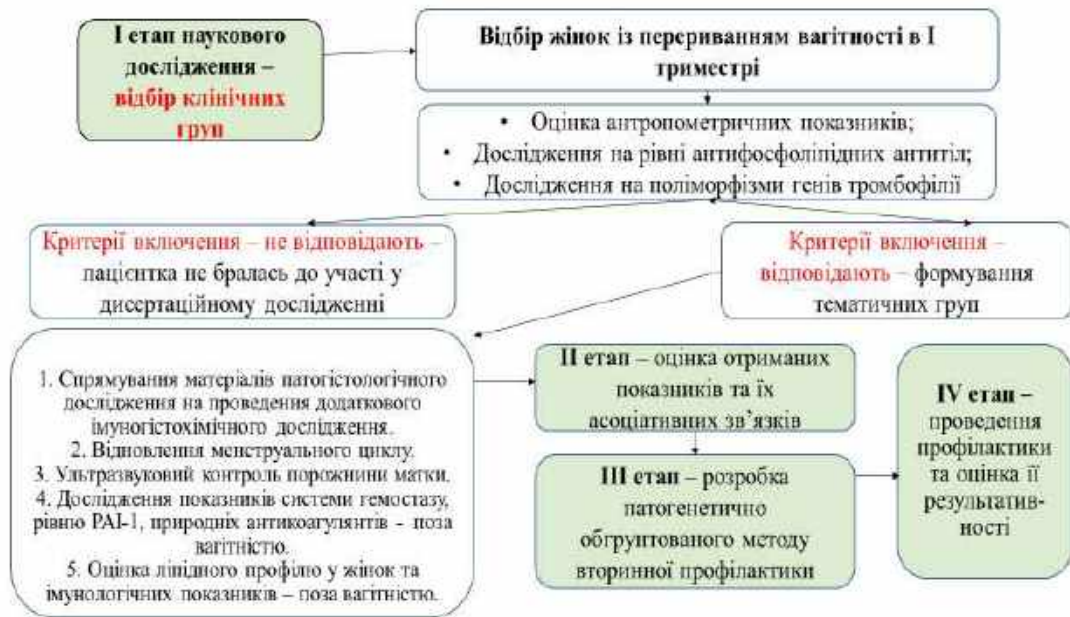 І етап наукового
дослідження –
відбір клінічних
груп
Відбір жінок із перериванням вагітності в І
триместрі
• Оцінка антропометричних показників;
• Дослідження на рівні антифосфоліпідних антитіл;
• Дослідження на поліморфізми генів тромбофілії
Критерії включення – не відповідають –
пацієнтка не бралась до участі у
дисертаційному дослідженні
Критерії включення –
відповідають – формування
тематичних груп
1. Спрямування матеріалів патогістологічного
дослідження на проведення додаткового
імуногістохімічного дослідження.
2. Відновлення менструального циклу.
3. Ультразвуковий контроль порожнини матки.
4. Дослідження показників системи гемостазу,
рівню PAI-1, природніх антикоагулянтів – поза
вагітністю.
5. Оцінка ліпідного профілю у жінок та
імунологічних показників – поза вагітністю.
ІІ етап – оцінка отриманих
показників та їх
асоціативних зв’язків
ІІІ етап – розробка
патогенетично
обгрунтованого методу
вторинної профілактики
IV етап –
проведення
профілактики
та оцінка її
результатив-
ності